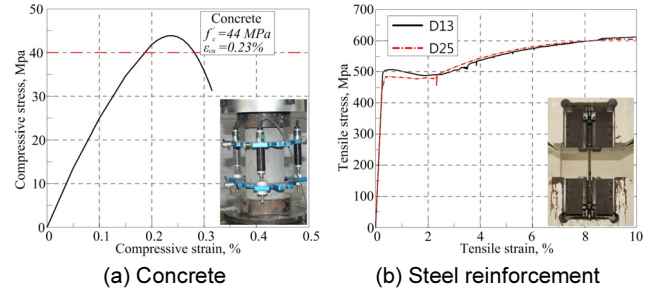 Concrete
f'c=44 MPa
εcu=0.23%
Compressive stress, Mpa
50
40
30
20
10
0
0
0.1
0.2
0.3
0.4
0.5
Compressive strain, %
(a) Concrete
D13
D25
Tensile stress, Mpa
700
600
500
400
300
200
100
0
0
2
4
6
8
10
Tensile strain, %
(b) Steel reinforcement